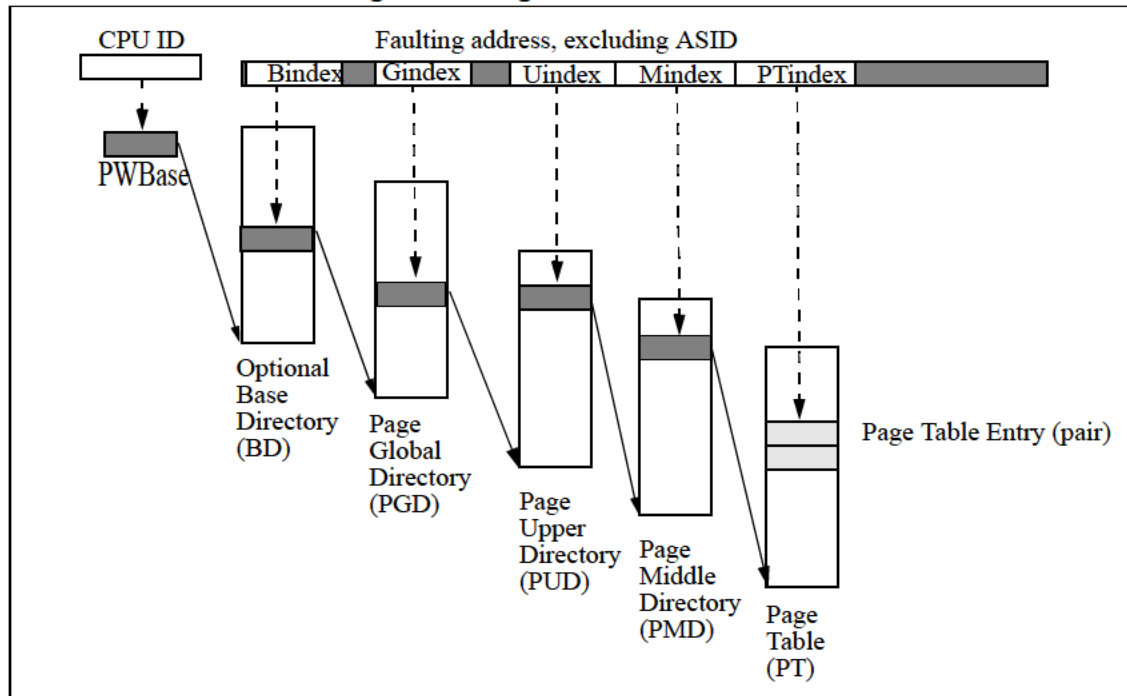 CPU ID
Faulting address, excluding ASID
Bindex
Gindex
Uindex
Mindex
PTindex
PWBase
Optional
Base
Directory
(BD)
Page
Global
Directory
(PGD)
Page
Upper
Directory
(PUD)
Page
Middle
Directory
(PMD)
Page
Table
(PT)
Page Table Entry (pair)